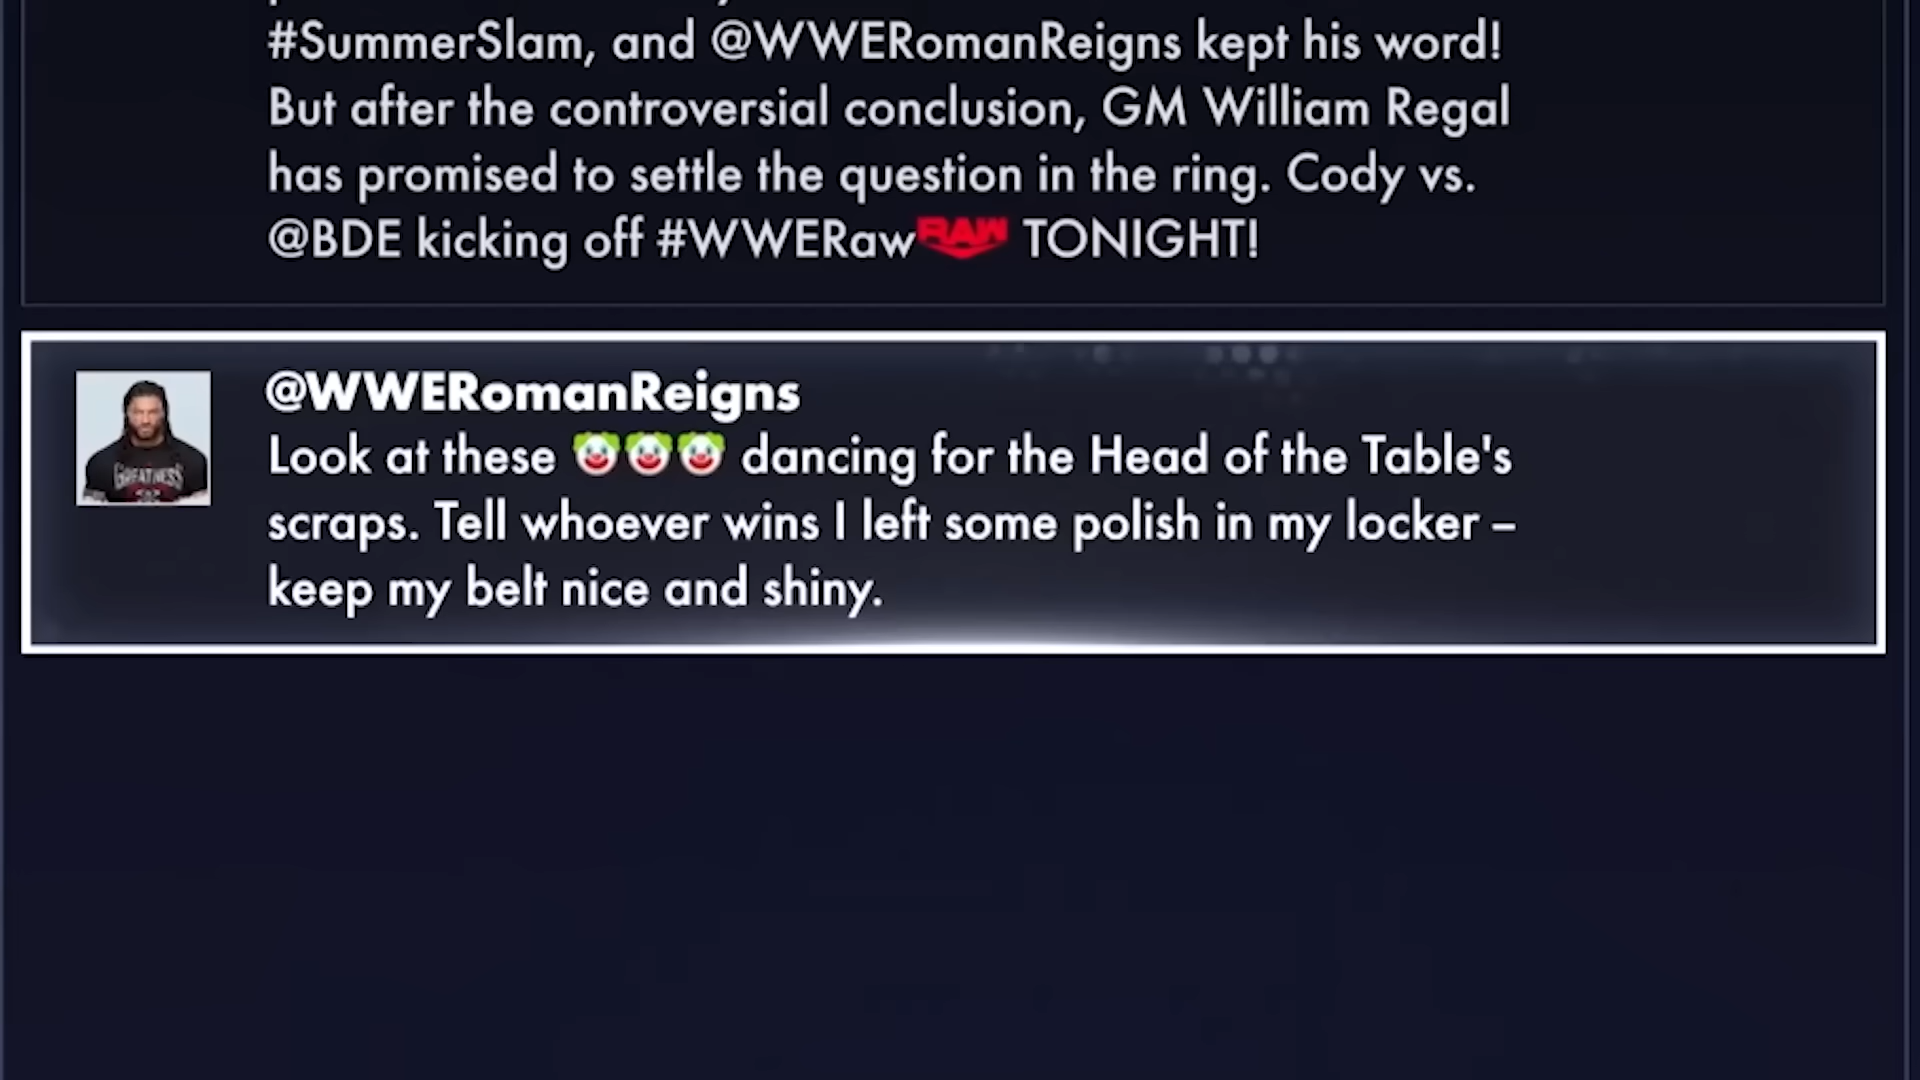 #SummerSlam, and @WWERomanReigns kept his word!
But after the controversial conclusion, GM William Regal
has promised to settle the question in the ring. Cody vs.
@BDE kicking off #WWERaw RAW TONIGHT!
@WWERomanReigns
GREATNESS
Look at these 🤡🤡🤡 dancing for the Head of the Table's
scraps. Tell whoever wins I left some polish in my locker –
keep my belt nice and shiny.